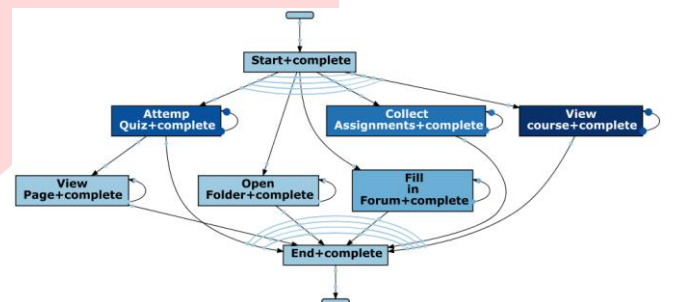 Start+complete
Attemp
Quiz+complete
Collect
Assignments+complete
View
course+complete
View
Page+complete
Open
Folder+complete
Fill
in
Forum+complete
End+complete